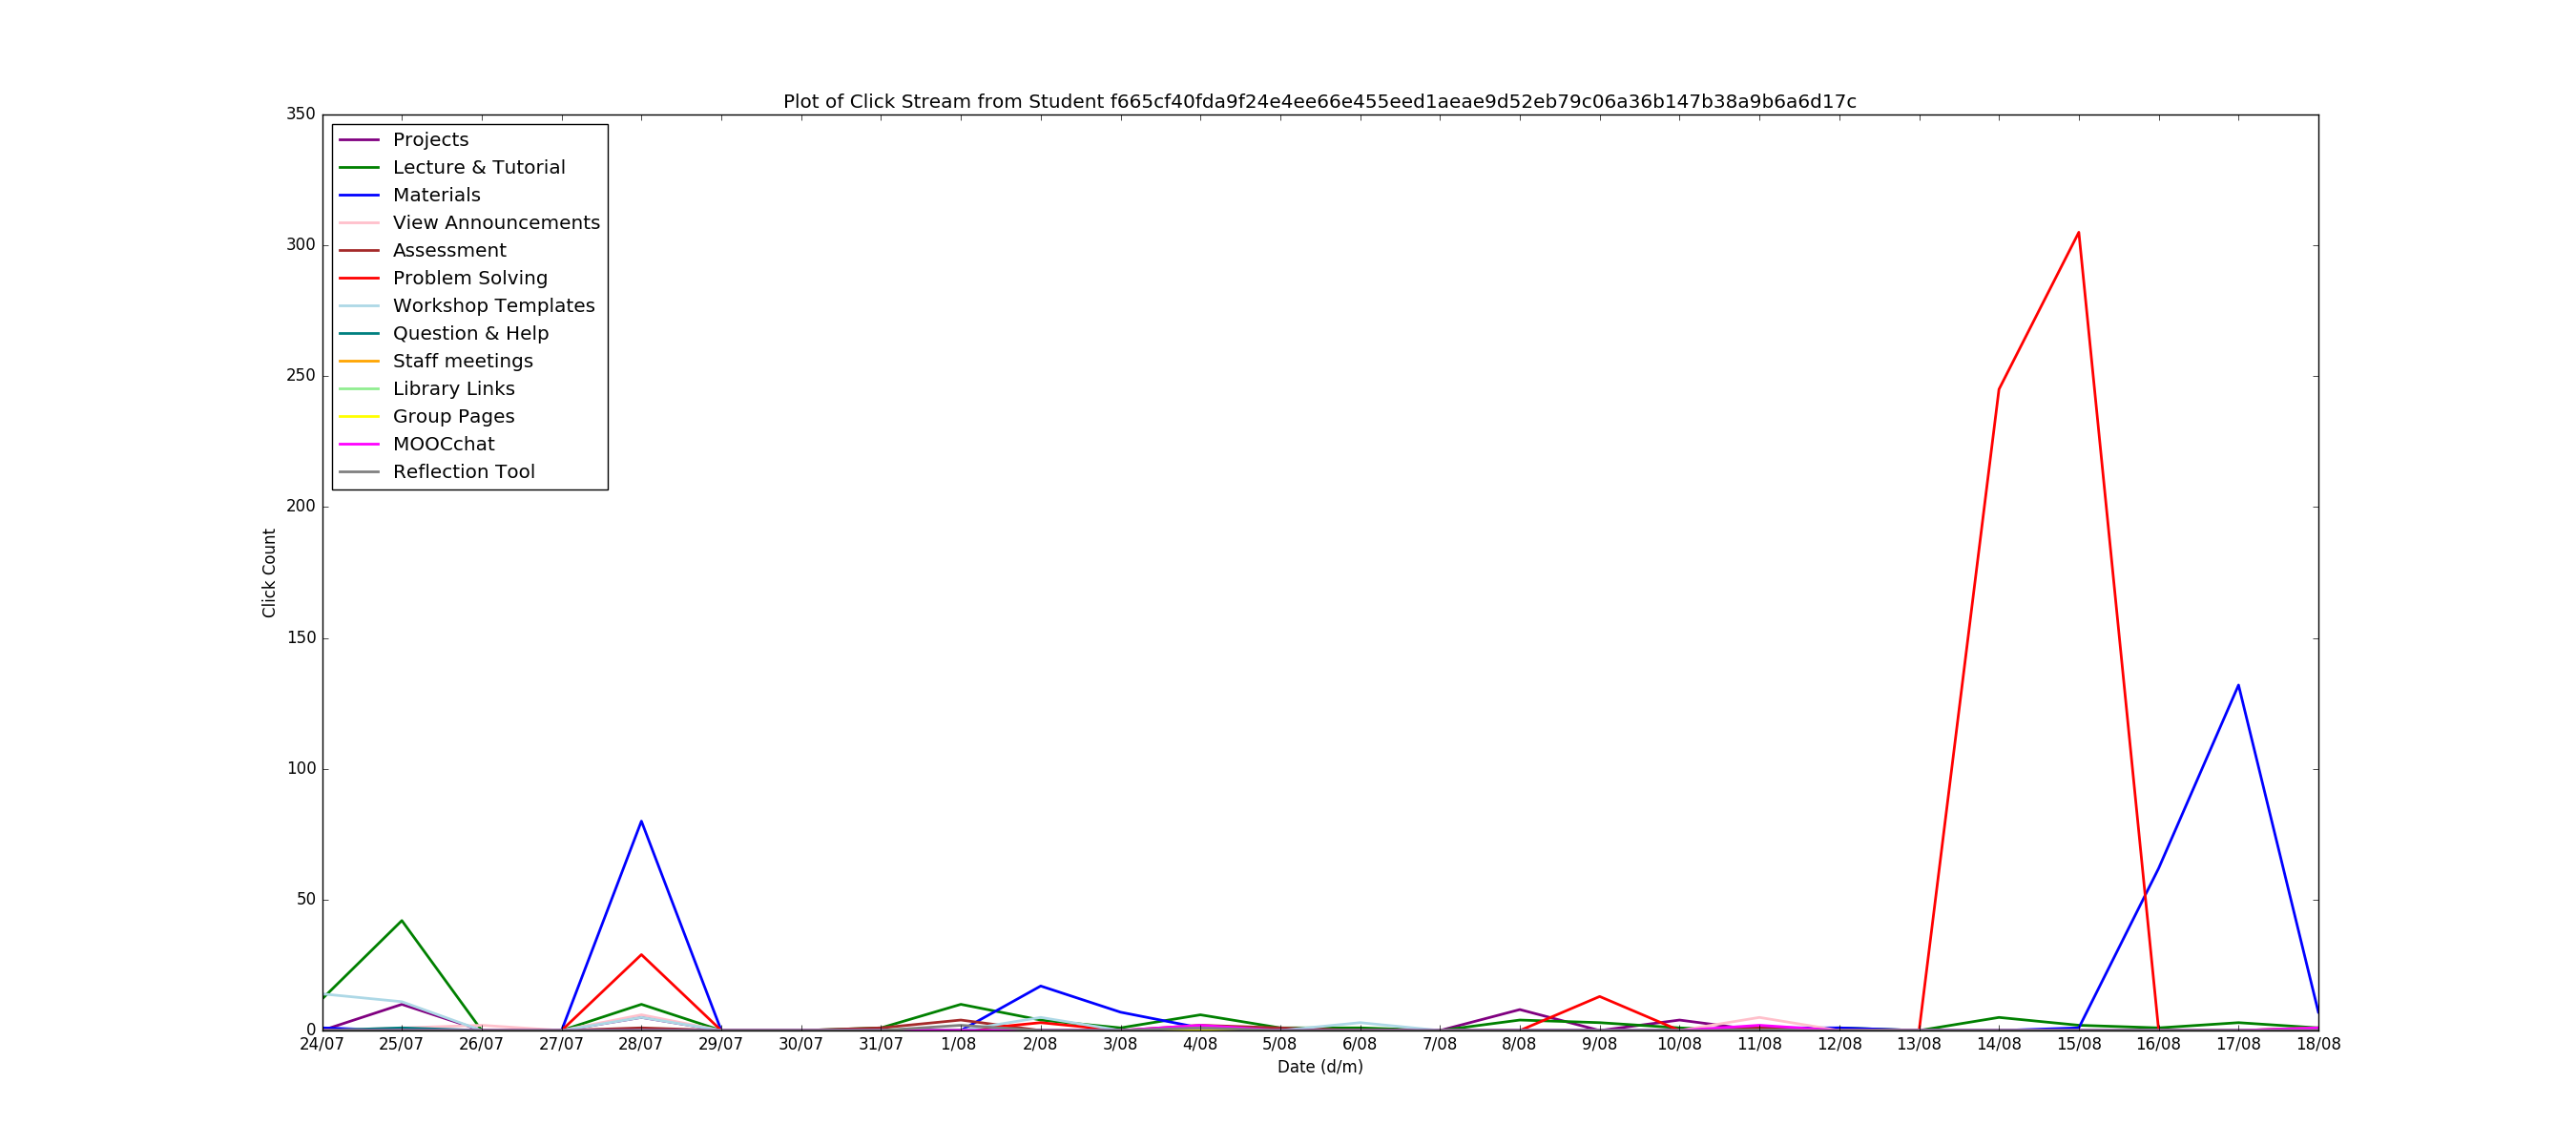 Plot of Click Stream from Student f665cf40fda9f24e4ee66e455eed1aeae9d52eb79c06a36b147b38a9b6a6d17c
350
300
250
200
150
100
50
0
Click Count
Projects
Lecture & Tutorial
Materials
View Announcements
Assessment
Problem Solving
Workshop Templates
Question & Help
Staff meetings
Library Links
Group Pages
MOOCchat
Reflection Tool
24/07 25/07 26/07 27/07 28/07 29/07 30/07 31/07 1/08 2/08 3/08 4/08 5/08 6/08 7/08 8/08 9/08 10/08 11/08 12/08 13/08 14/08 15/08 16/08 17/08 18/08
Date (d/m)